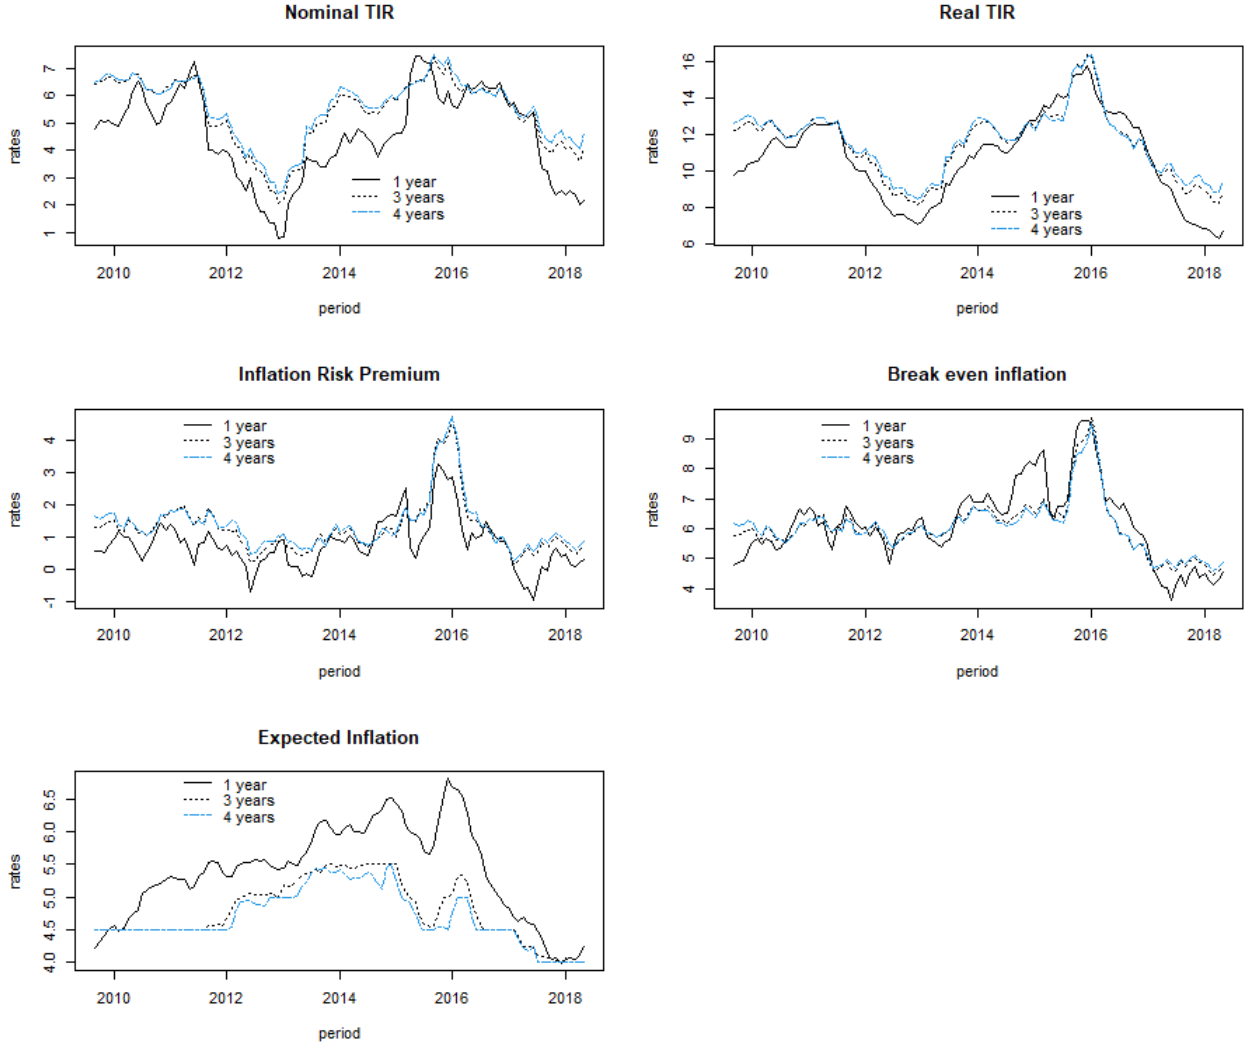 Nominal TIR
rates
7
6
5
4
3
2
1
1 year
3 years
4 years
2010 2012 2014 2016 2018
period
Real TIR
rates
16
14
12
10
8
6
1 year
3 years
4 years
2010 2012 2014 2016 2018
period
Inflation Risk Premium
rates
4
3
2
1
0
-1
1 year
3 years
4 years
2010 2012 2014 2016 2018
period
Break even inflation
rates
9
8
7
6
5
4
1 year
3 years
4 years
2010 2012 2014 2016 2018
period
Expected Inflation
rates
6.5
6.0
5.5
5.0
4.5
4.0
1 year
3 years
4 years
2010 2012 2014 2016 2018
period